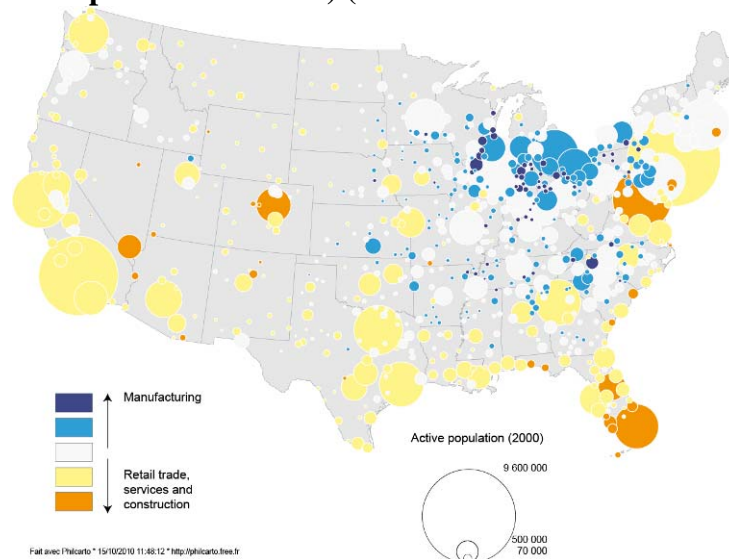 Manufacturing
Retail trade,
services and
construction
Active population (2000)
9 600 000
500 000
70 000
Fait avec Philcarto * 15/10/2010 11:48:12 * http://philcarto.free.fr